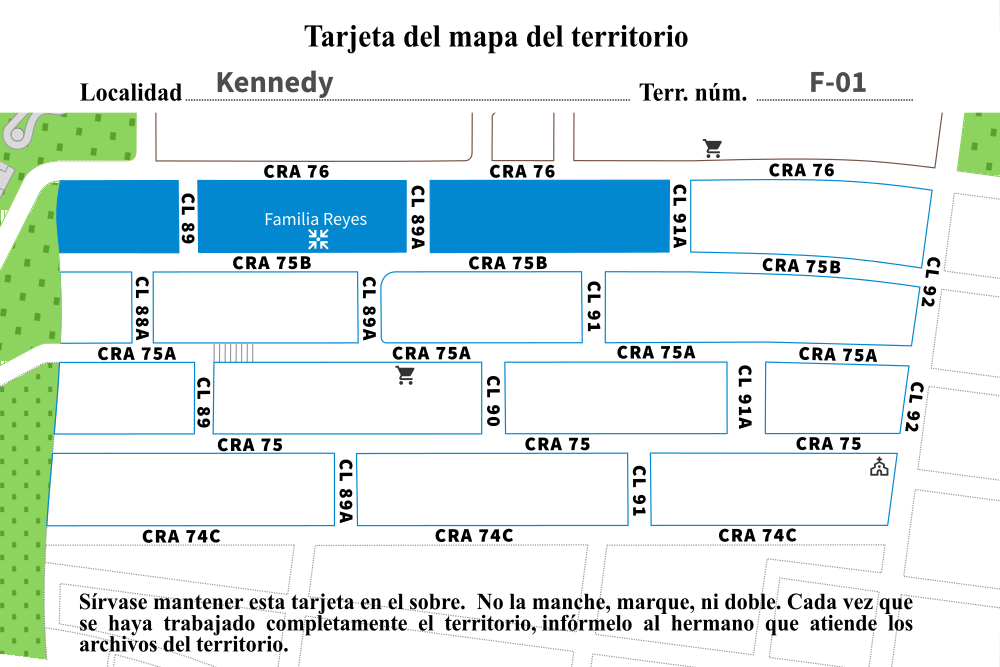 Tarjeta del mapa del territorio
Localidad Kennedy Terr. núm. F-01
CRA 76 CRA 76 CRA 76
CL 89 CL 89A CL 91A
Familia Reyes
CRA 75B CRA 75B CRA 75B
CL 88A CL 89A CL 91 CL 92
CRA 75A CRA 75A CRA 75A CRA 75A
CL 89 CL 90 CL 91A CL 92
CRA 75 CRA 75 CRA 75
CL 89A CL 91
CRA 74C CRA 74C CRA 74C
Sírvase mantener esta tarjeta en el sobre. No la manche, marque, ni doble. Cada vez que
se haya trabajado completamente el territorio, infórmelo al hermano que atiende los
archivos del territorio.